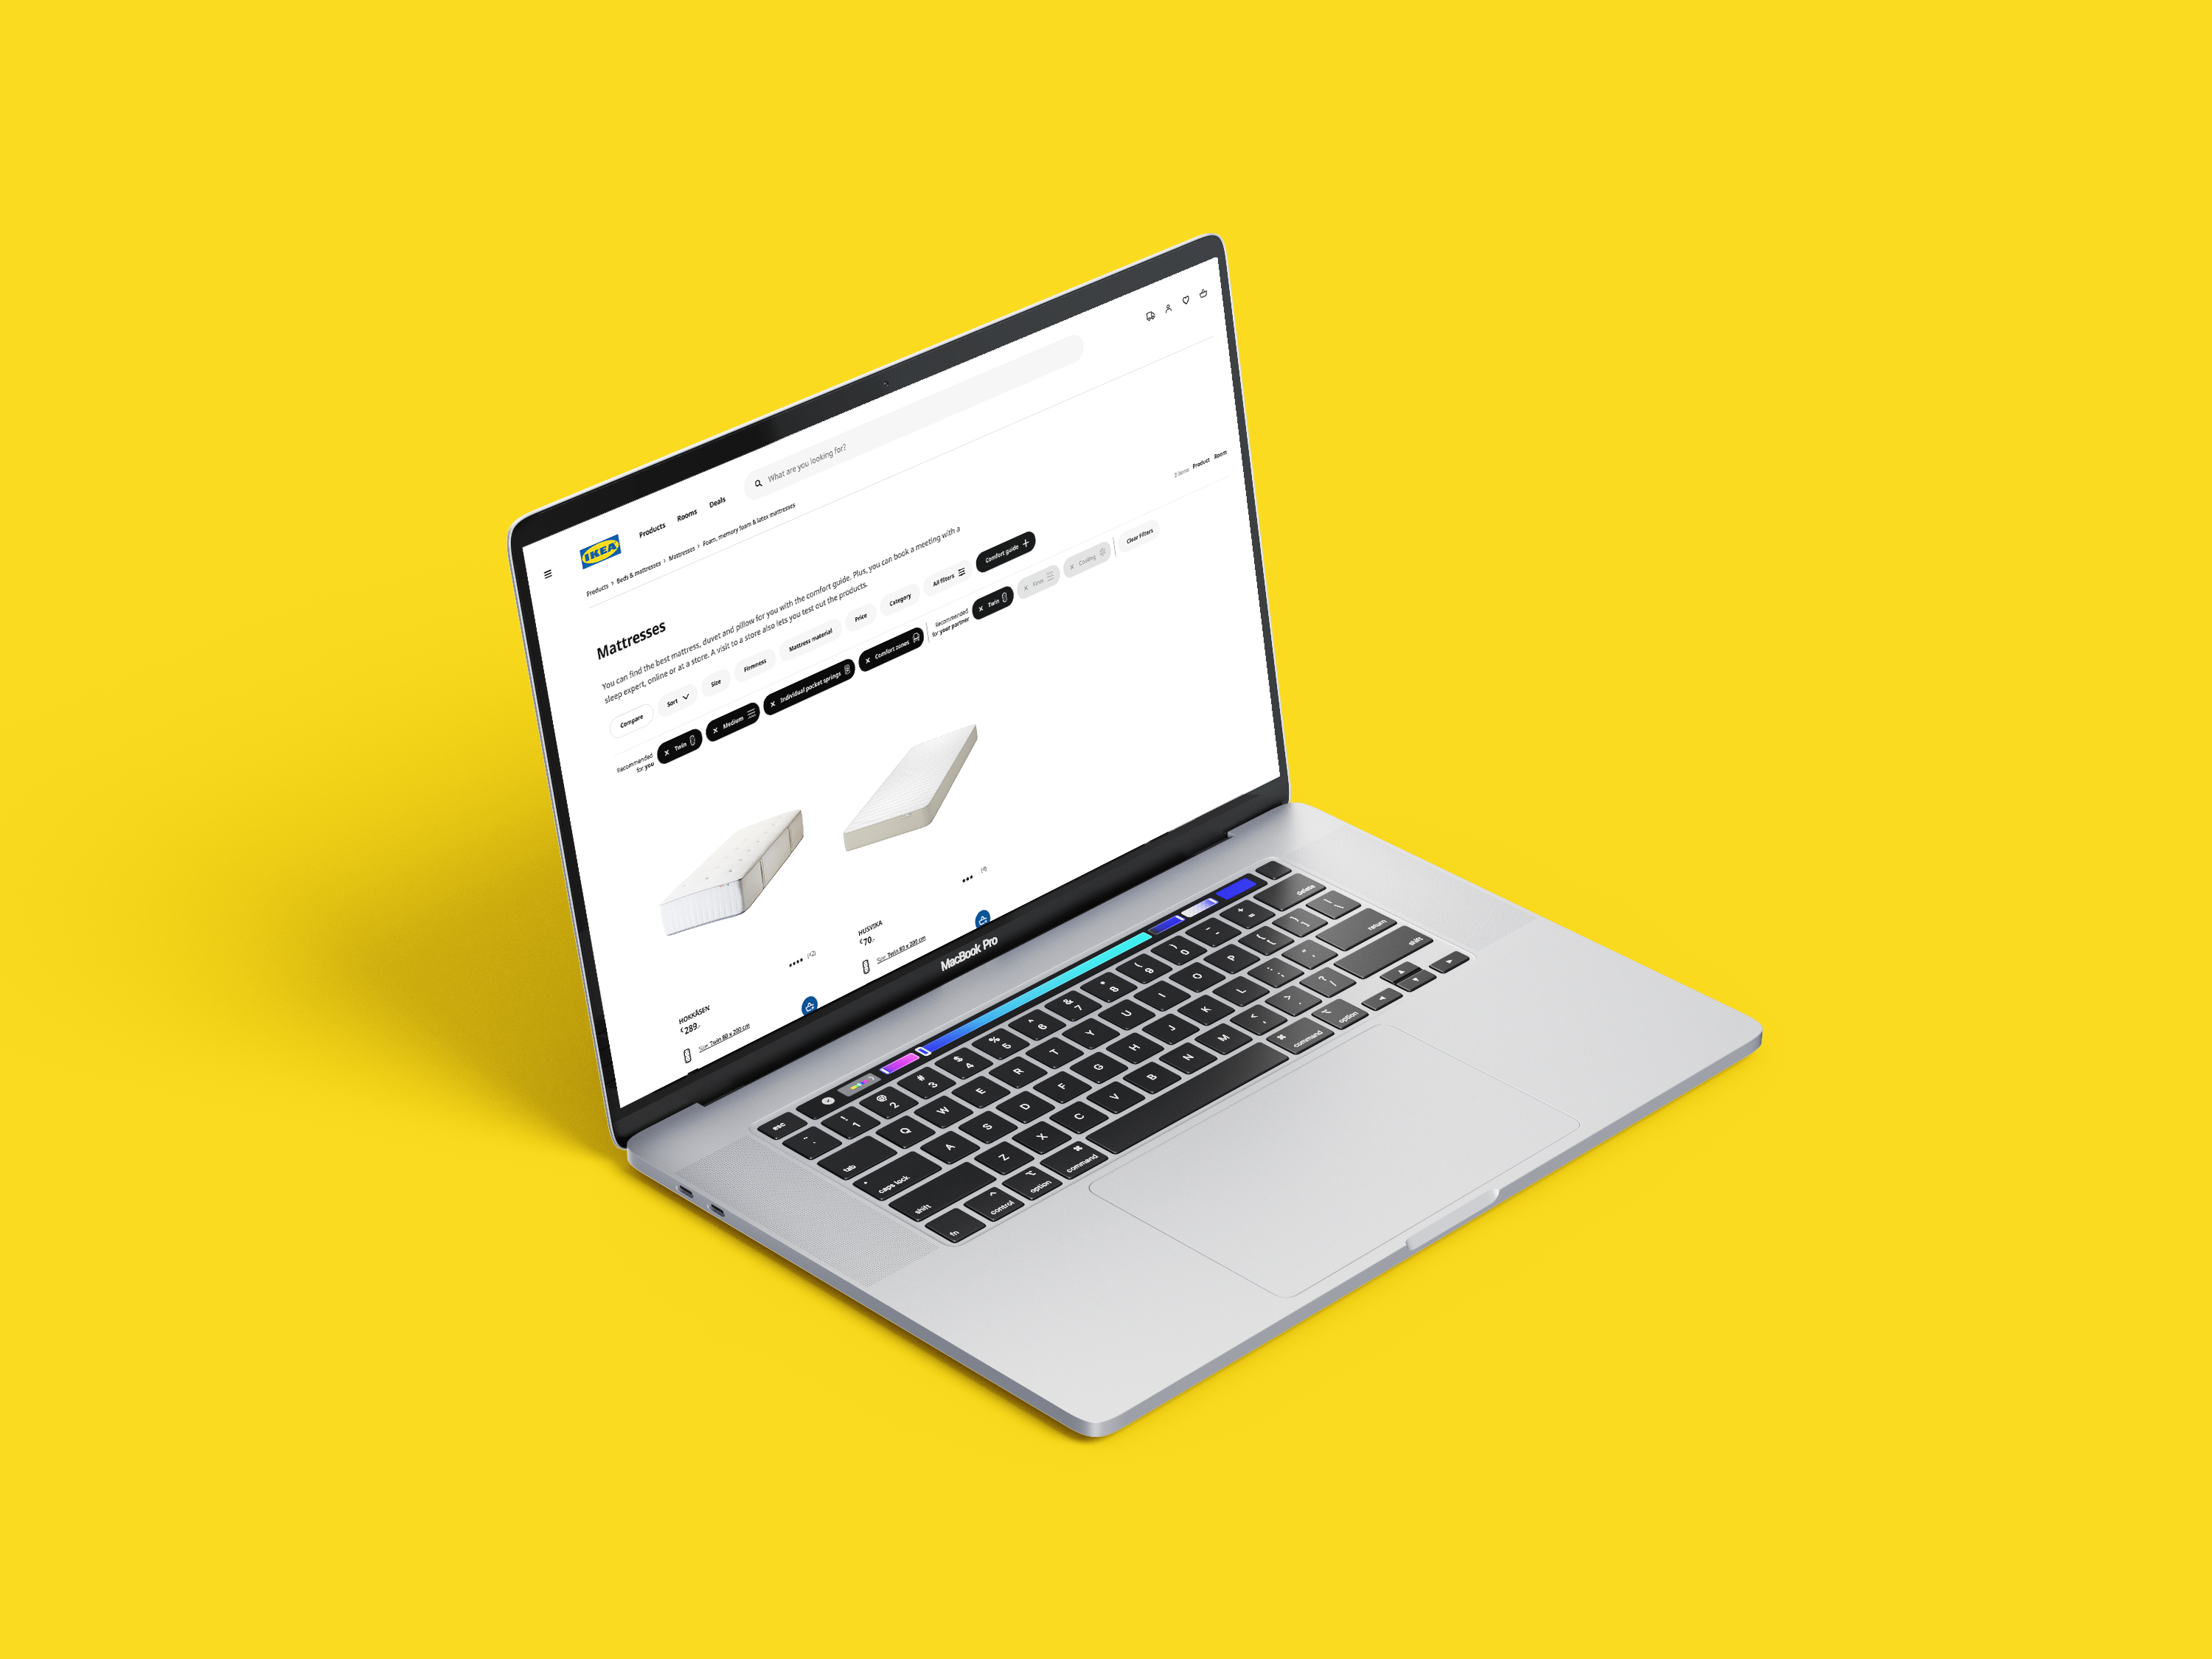 IKEA
Products Rooms Deals
What are you looking for?
Products > Beds & mattresses > Mattresses > Foam, memory foam & latex mattresses
Product Room
Mattresses
You can find the best mattress, duvet and pillow for you with the comfort guide. Plus, you can book a meeting with a
sleep expert, online or at a store. A visit to a store also lets you test out the products.
Compare Sort Size Firmness Mattress material Price Category All filters Comfort guide +
Recommended
for you
× Twin × Medium × Individual pocket springs × Comfort zones
Recommended
for your partner
× Twin × Firm × Cooling Clear Filters
(42)
HOKKÅSEN
€289.-
Size: Twin 80 x 200 cm
HUSVIKA
€70.-
Size: Twin 80 x 200 cm
MacBook Pro
esc
~ ! 1 @ 2 # 3 $ 4 % 5 ^ 6 & 7 * 8 ( 9 ) 0 _ - + = delete
tab Q W E R T Y U I O P { [ } ] | \
caps lock A S D F G H J K L : ; " ' return
shift Z X C V B N M < , > . ? / shift
fn ^ control ⌥ option ⌘ command ⌘ command ⌥ option ◀ ▲ ▼ ▶